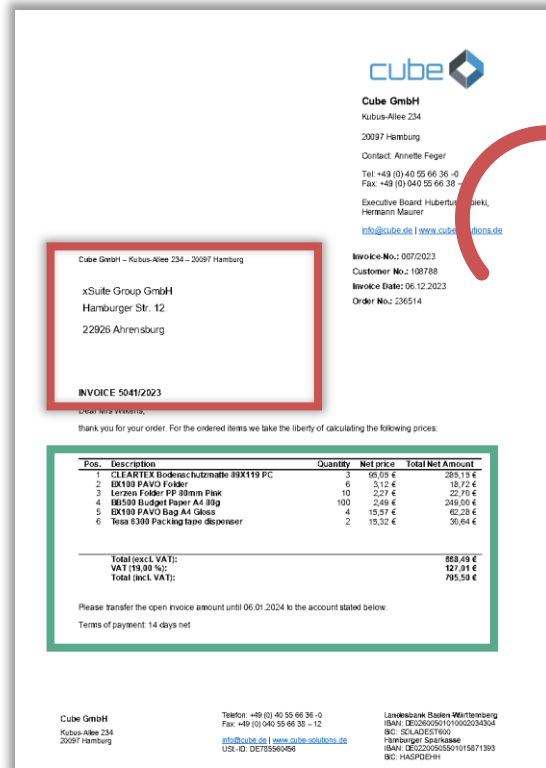 cube
Cube GmbH
Kubus-Allee 234
20097 Hamburg
Contact: Annette Feger
Tel: +49 (0) 40 55 66 36 -0
Fax: +49 (0) 040 55 66 38 –
Executive Board: Hubertus
Hermann Maurer
info@cube.de | www.cube-solutions.de
Invoice-No.: 007/2023
Customer No.: 108788
Invoice Date: 06.12.2023
Order No.: 236514
Cube GmbH – Kubus-Allee 234 – 20097 Hamburg
xSuite Group GmbH
Hamburger Str. 12
22926 Ahrensburg
INVOICE 5041/2023
Dear Mrs Wilkens,
thank you for your order. For the ordered items we take the liberty of calculating the following prices:
Pos. Description Quantity Net price Total Net Amount
1 CLEARTEX Bodenschutzmatte 89X119 PC 3 95,05 € 285,15 €
2 BX100 PAVO Folder 6 3,12 € 18,72 €
3 Lerzen Folder PP 80mm Pink 10 2,27 € 22,70 €
4 BB500 Budget Paper A4 80g 100 2,49 € 249,00 €
5 BX100 PAVO Bag A4 Gloss 4 15,57 € 62,28 €
6 Tesa 6300 Packing tape dispenser 2 15,32 € 30,64 €
Total (excl. VAT): 668,49 €
VAT (19,00 %): 127,01 €
Total (incl. VAT): 795,50 €
Please transfer the open invoice amount until 06.01.2024 to the account stated below.
Terms of payment: 14 days net
Cube GmbH
Kubus-Allee 234
20097 Hamburg
Telefon: +49 (0) 40 55 66 36 -0
Fax: +49 (0) 040 55 66 38 – 12
info@cube.de | www.cube-solutions.de
USt.-ID: DE785560456
Landesbank Baden-Württemberg
IBAN: DE02600501010002034304
BIC: SOLADEST600
Hamburger Sparkasse
IBAN: DE02200505501015871393
BIC: HASPDEHH